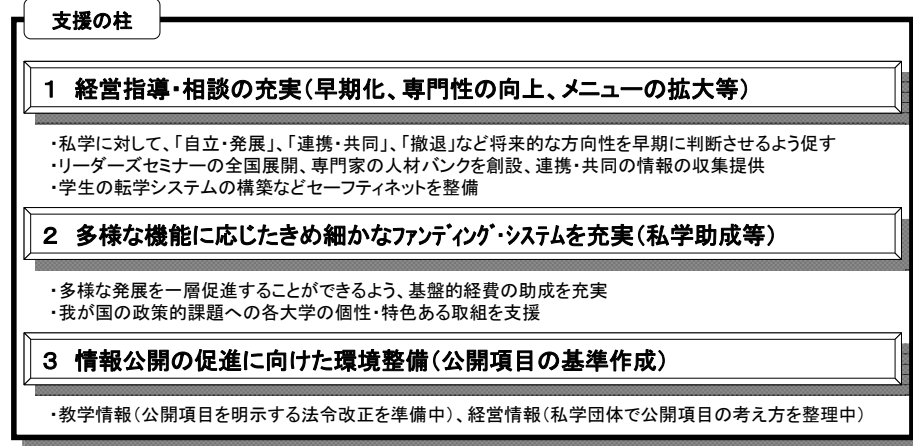 支援の柱
１　経営指導・相談の充実（早期化、専門性の向上、メニューの拡大等）
・私学に対して、「自立・発展」、「連携・共同」、「撤退」など将来的な方向性を早期に判断させるよう促す
・リーダーズセミナーの全国展開、専門家の人材バンクを創設、連携・共同の情報の収集提供
・学生の転学システムの構築などセーフティネットを整備
２　多様な機能に応じたきめ細かなﾌｧﾝﾃﾞｨﾝｸﾞ・ｼｽﾃﾑを充実（私学助成等）
・多様な発展を一層促進することができるよう、基盤的経費の助成を充実
・我が国の政策的課題への各大学の個性・特色ある取組を支援
３　情報公開の促進に向けた環境整備（公開項目の基準作成）
・教学情報（公開項目を明示する法令改正を準備中）、経営情報（私学団体で公開項目の考え方を整理中）